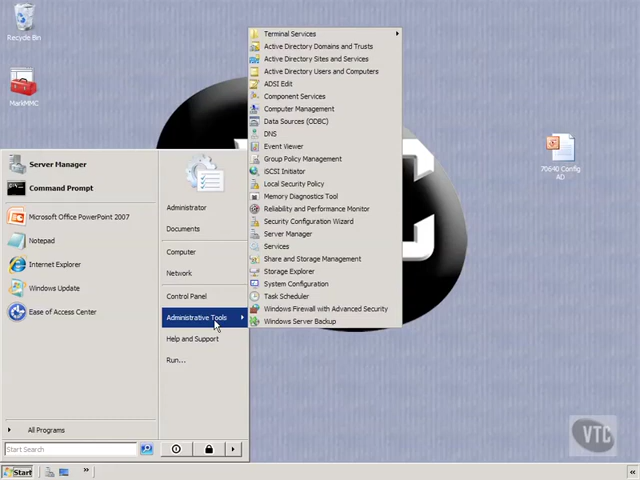 Recycle Bin
MarkMMC
70640 Config
AD
Server Manager
Command Prompt
Microsoft Office PowerPoint 2007
Notepad
Internet Explorer
Windows Update
Ease of Access Center
All Programs
Start Search
Administrator
Documents
Computer
Network
Control Panel
Administrative Tools
Help and Support
Run...
Terminal Services
Active Directory Domains and Trusts
Active Directory Sites and Services
Active Directory Users and Computers
ADSI Edit
Component Services
Computer Management
Data Sources (ODBC)
DNS
Event Viewer
Group Policy Management
iSCSI Initiator
Local Security Policy
Memory Diagnostics Tool
Reliability and Performance Monitor
Security Configuration Wizard
Server Manager
Services
Share and Storage Management
Storage Explorer
System Configuration
Task Scheduler
Windows Firewall with Advanced Security
Windows Server Backup
VTC
Start